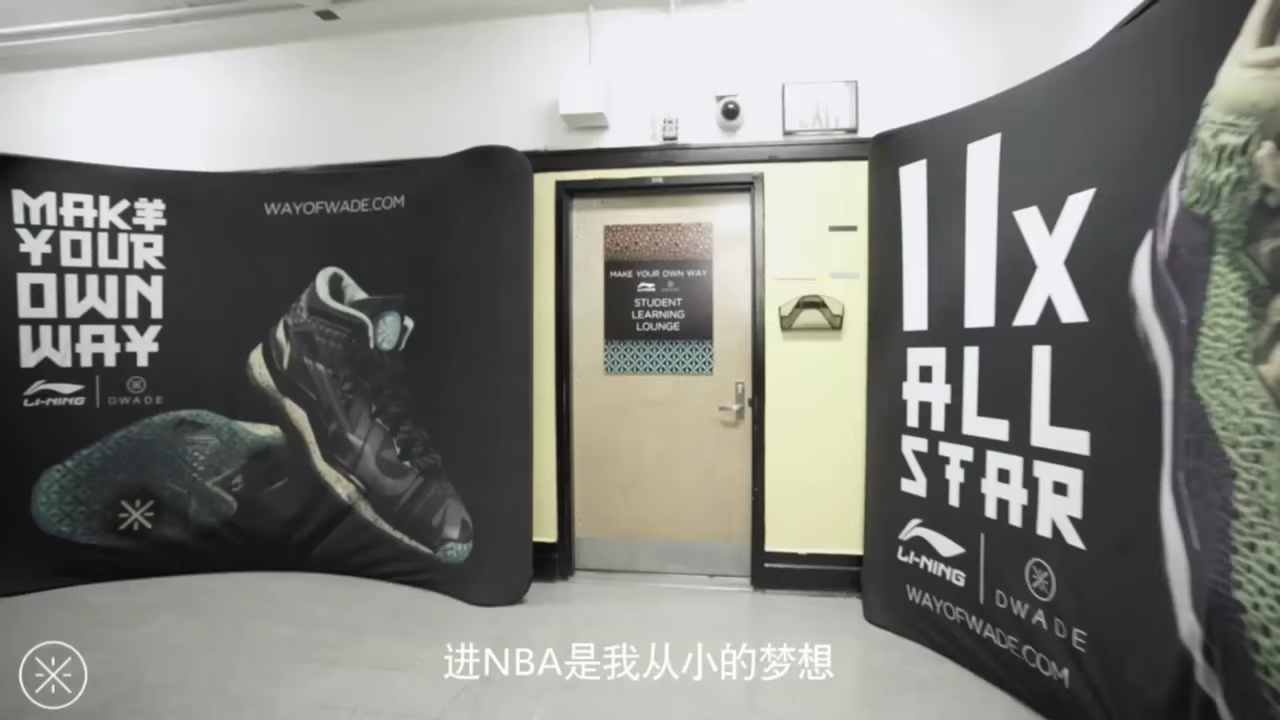 MAKE
YOUR
OWN
WAY
LI-NING
DWADE
WAYOFWADE.COM
MAKE YOUR OWN WAY
STUDENT
LEARNING
LOUNGE
11x
ALL
STAR
LI-NING
DWADE
WAYOFWADE.COM
进NBA是我从小的梦想